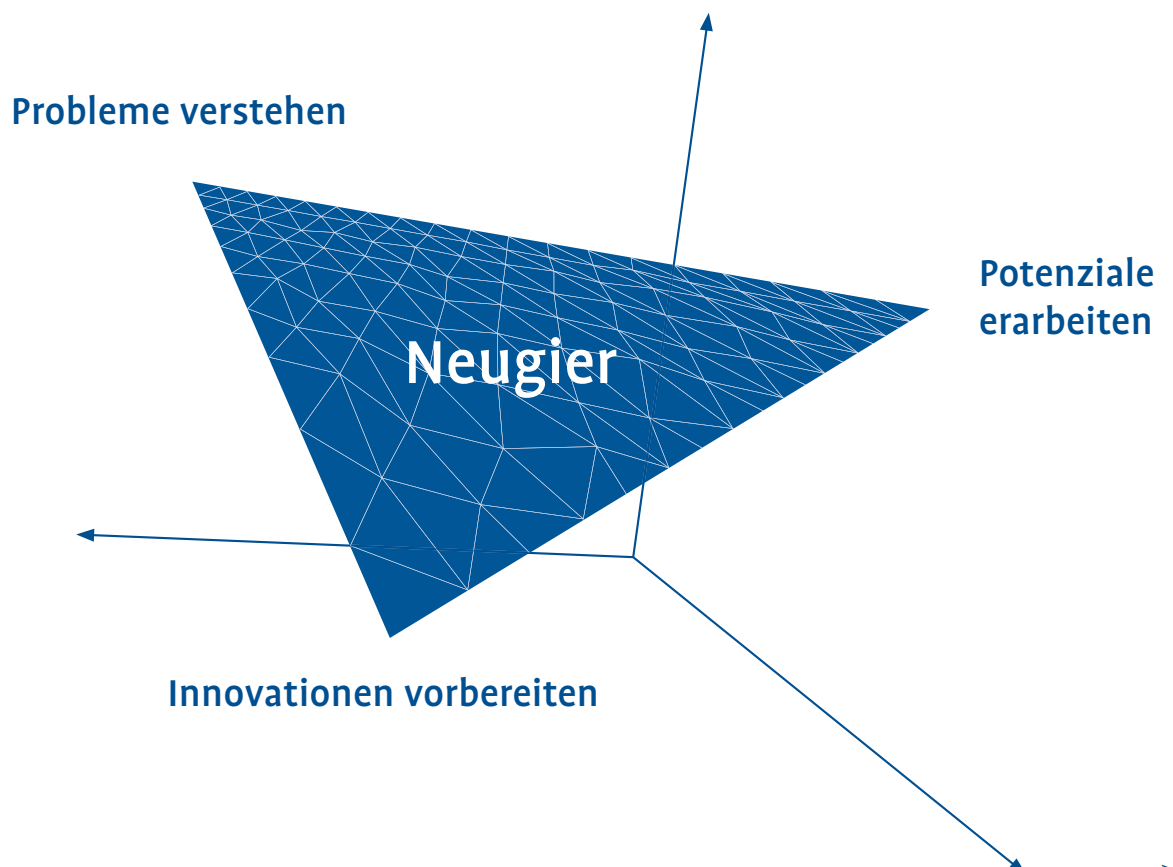 Probleme verstehen
Potenziale
erarbeiten
Neugier
Innovationen vorbereiten